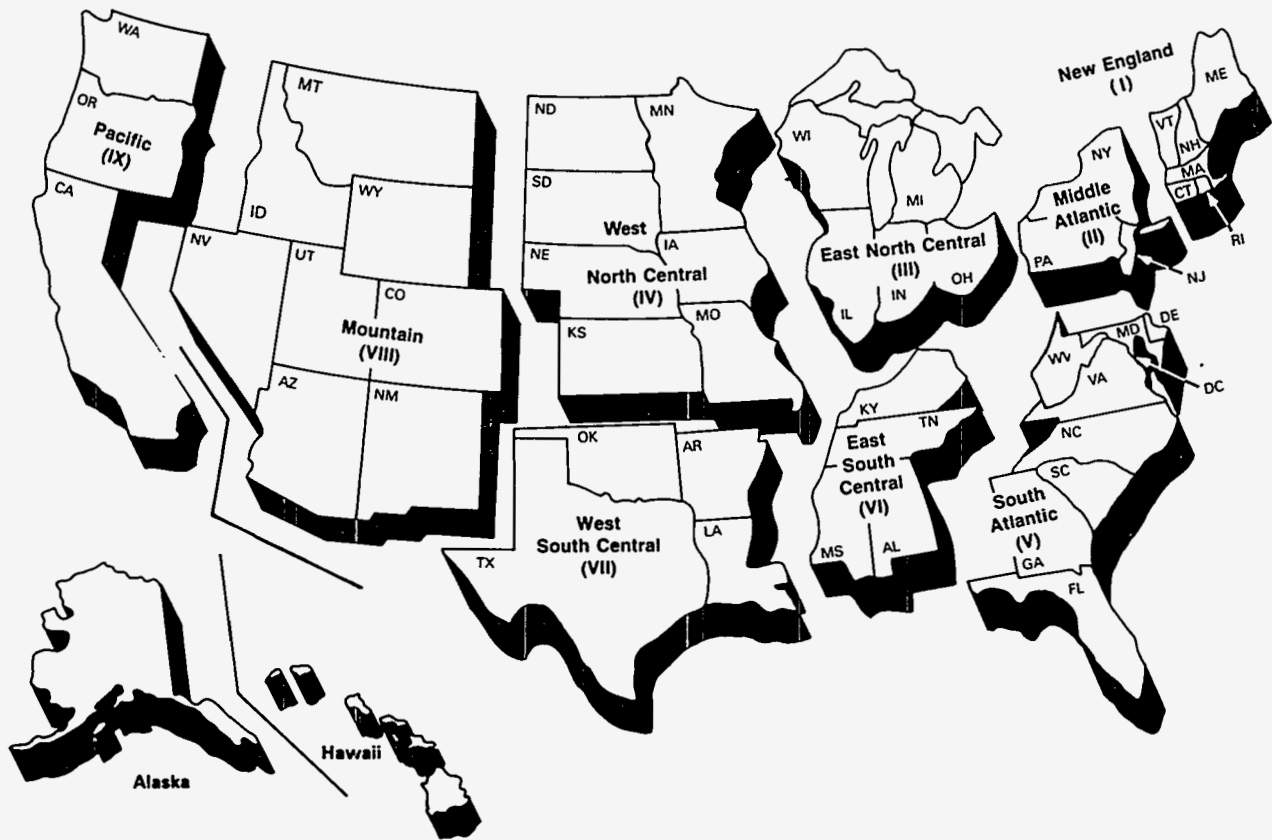 WA
OR
Pacific
(IX)
CA
MT
ID
WY
NV
UT
CO
Mountain
(VIII)
AZ
NM
ND
MN
SD
West
NE
IA
North Central
(IV)
KS
MO
WI
MI
East North Central
(III)
IL
IN
OH
New England
(I)
ME
VT
NH
MA
CT
RI
NY
Middle
Atlantic
(II)
PA
NJ
DE
MD
WV
VA
DC
NC
SC
South
Atlantic
(V)
GA
FL
KY
TN
East
South
Central
(VI)
MS
AL
OK
AR
West
South Central
(VII)
LA
TX
Alaska
Hawaii